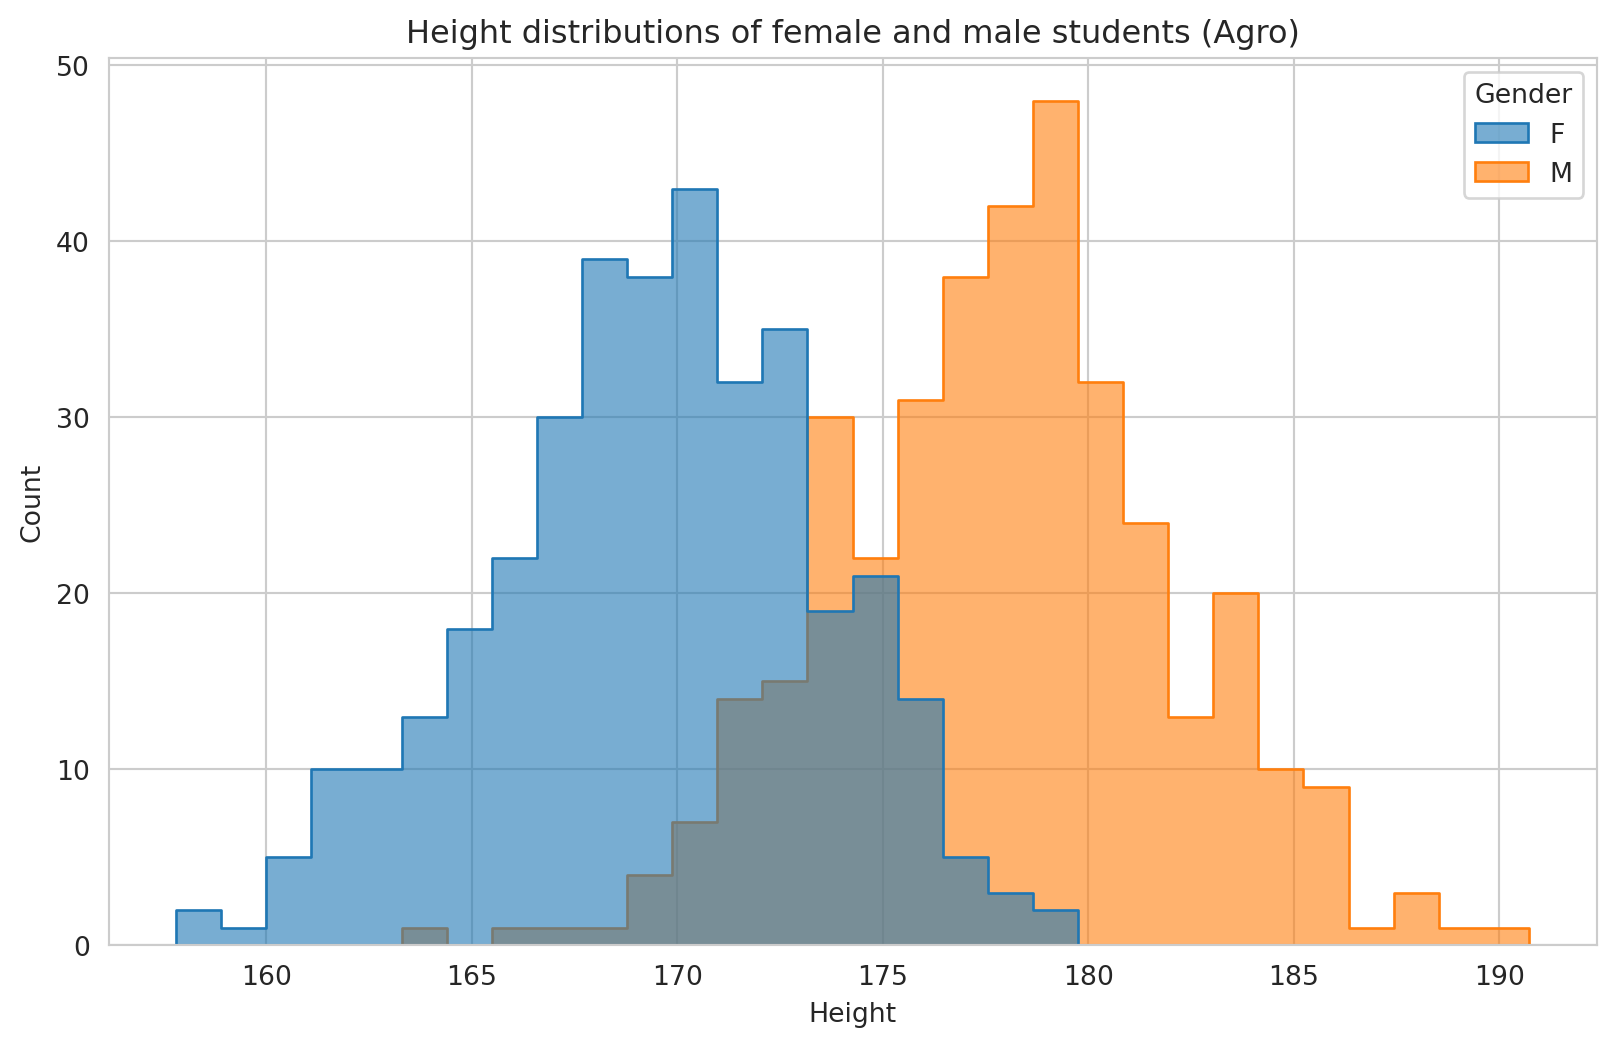 Height distributions of female and male students (Agro)
50
40
30
20
10
0
Count
160 165 170 175 180 185 190
Height
Gender
F
M